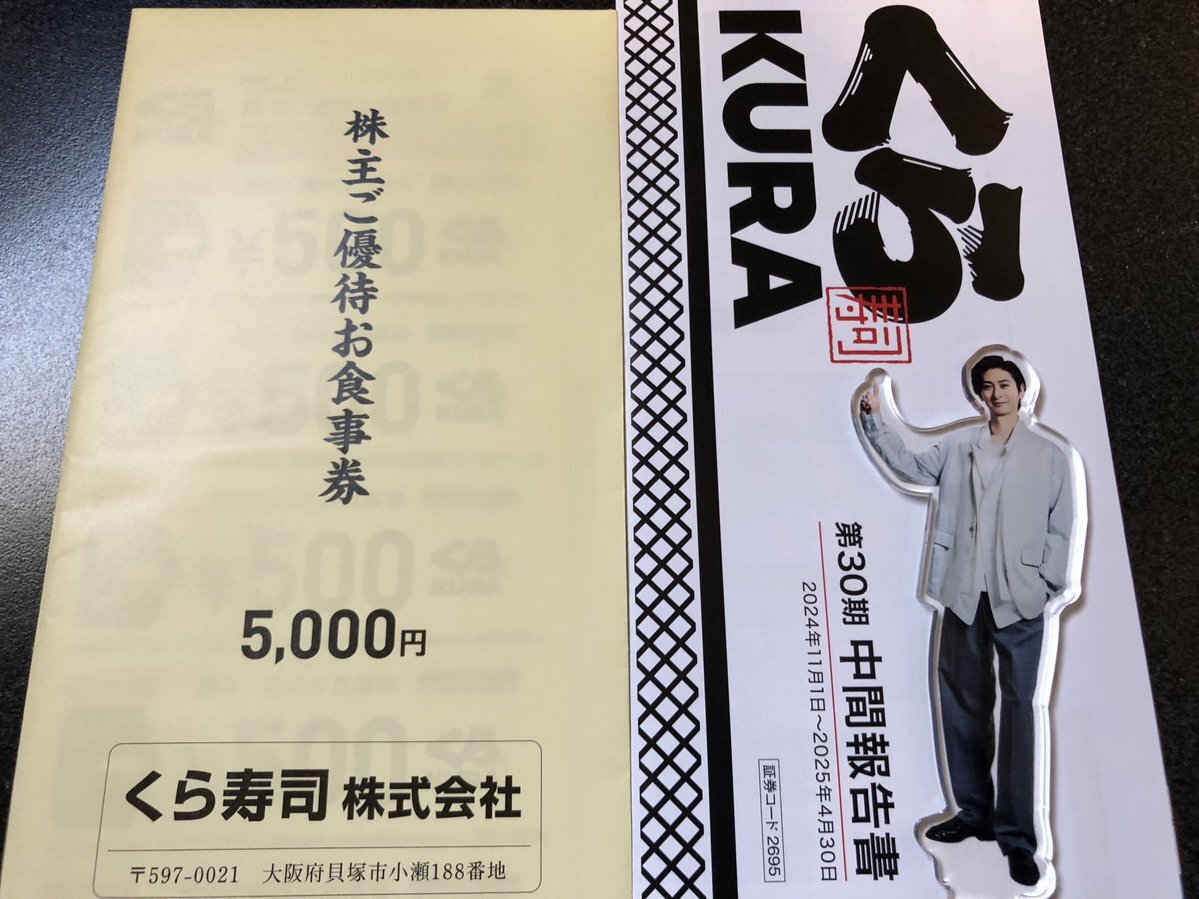 株主ご優待お食事券
5,000円
くら寿司 株式会社
〒597-0021 大阪府貝塚市小瀬188番地
くら
寿司
KURA
第30期 中間報告書
2024年11月1日~2025年4月30日
証券コード 2695